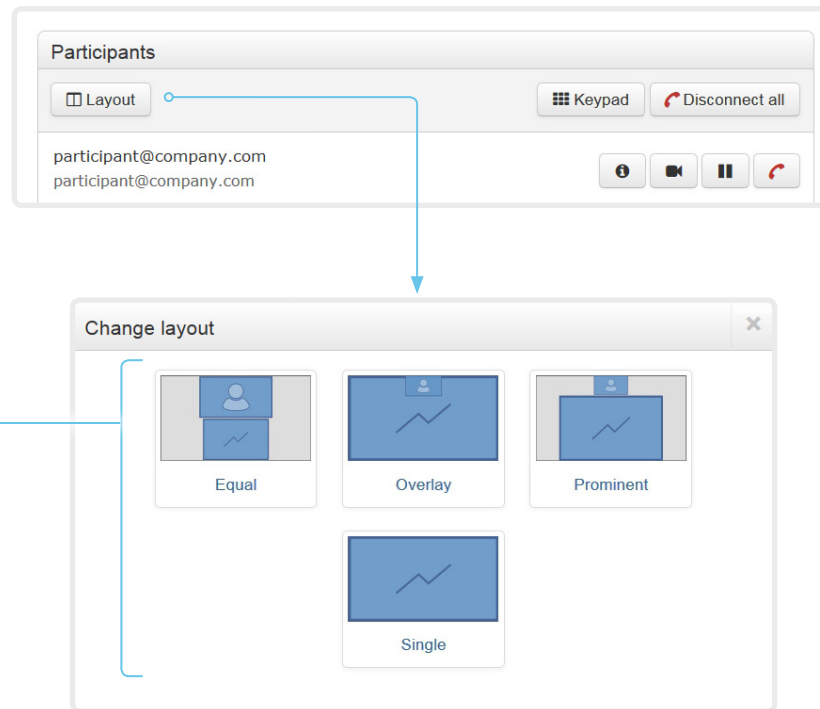 Participants
Layout
Keypad
Disconnect all
participant@company.com
participant@company.com
Change layout
Equal
Overlay
Prominent
Single